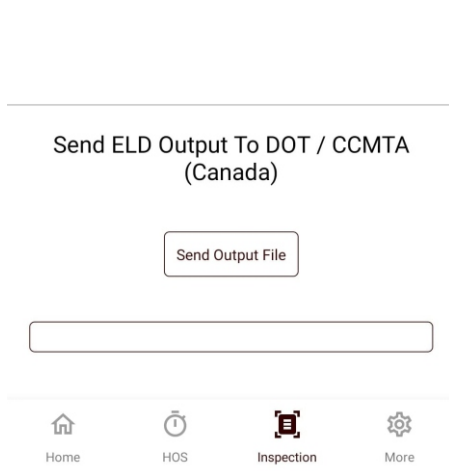 Send ELD Output To DOT / CCMTA
(Canada)
Send Output File
Home
HOS
Inspection
More